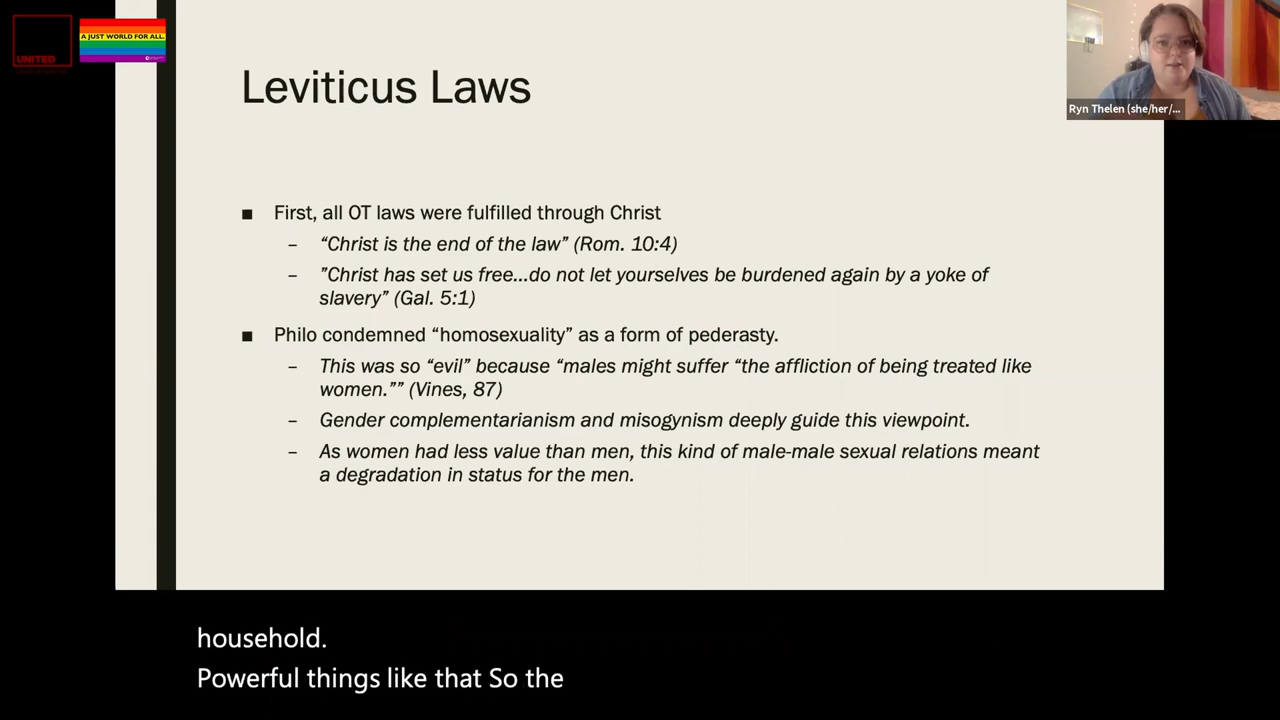 UNITED
A JUST WORLD FOR ALL.
Ryn Thelen (she/her/...
Leviticus Laws
■ First, all OT laws were fulfilled through Christ
– “Christ is the end of the law” (Rom. 10:4)
– ”Christ has set us free...do not let yourselves be burdened again by a yoke of
slavery” (Gal. 5:1)
■ Philo condemned “homosexuality” as a form of pederasty.
– This was so “evil” because “males might suffer “the affliction of being treated like
women.”” (Vines, 87)
– Gender complementarianism and misogynism deeply guide this viewpoint.
– As women had less value than men, this kind of male-male sexual relations meant
a degradation in status for the men.
household.
Powerful things like that So the